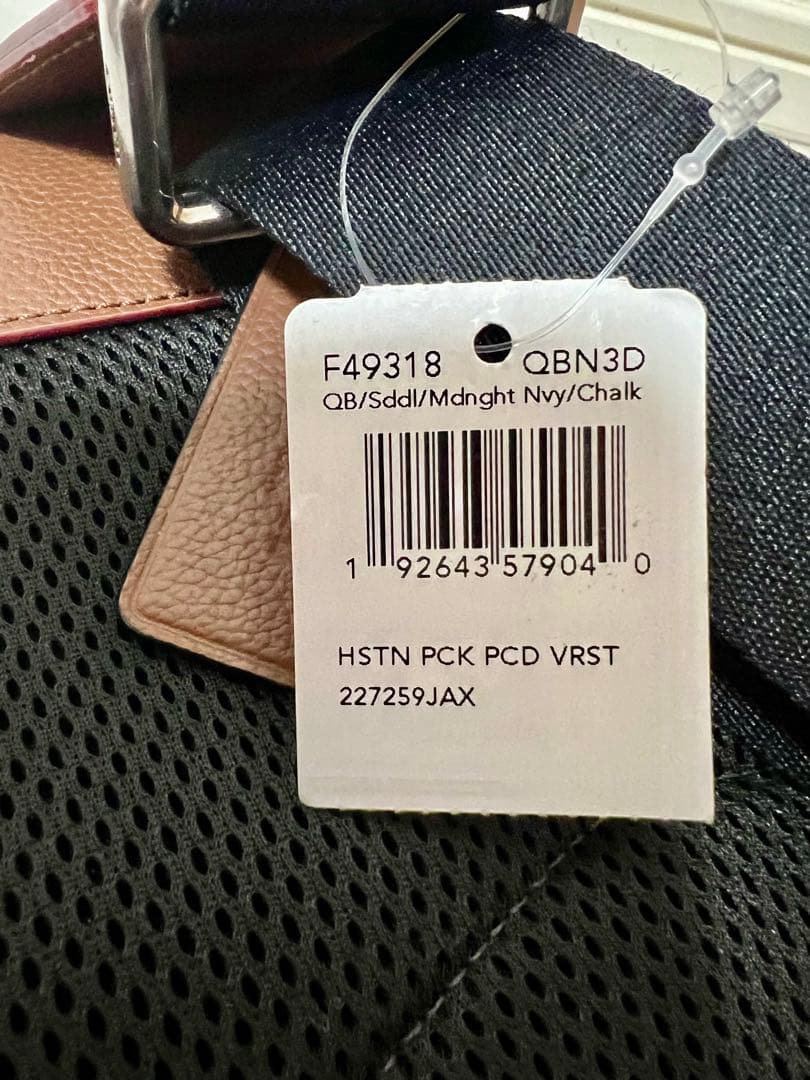 F49318 QBN3D
QB/Sddl/Mdnght Nvy/Chalk
1 92643 57904 0
HSTN PCK PCD VRST
227259JAX